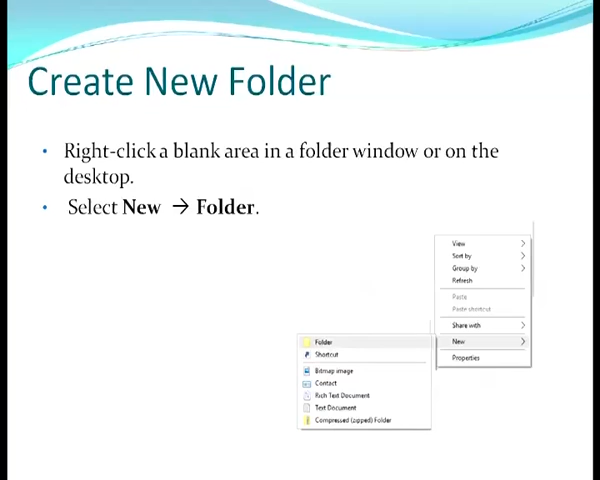 Create New Folder
• Right-click a blank area in a folder window or on the
desktop.
• Select New → Folder.
View
Sort by
Group by
Refresh
Paste
Paste shortcut
Share with
New
Properties
Folder
Shortcut
Bitmap image
Contact
Rich Text Document
Text Document
Compressed (zipped) Folder